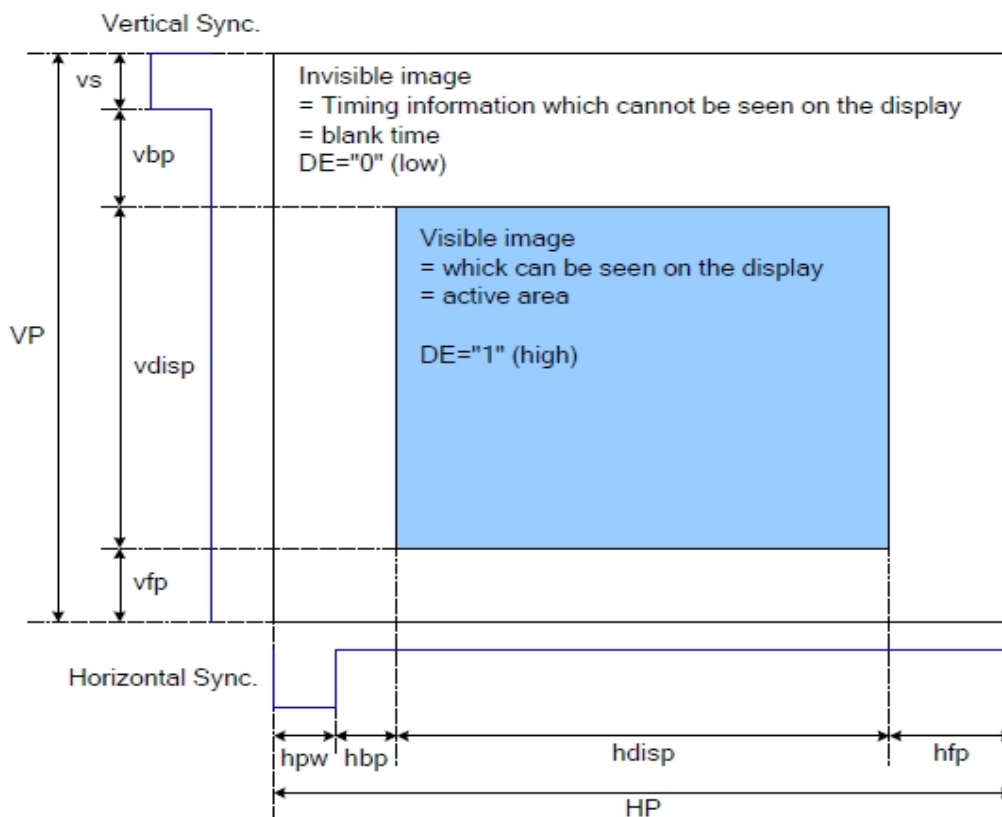 Vertical Sync.
vs
Invisible image
= Timing information which cannot be seen on the display
= blank time
DE="0" (low)
vbp
Visible image
= which can be seen on the display
= active area
DE="1" (high)
VP
vdisp
vfp
Horizontal Sync.
hpw
hbp
hdisp
hfp
HP